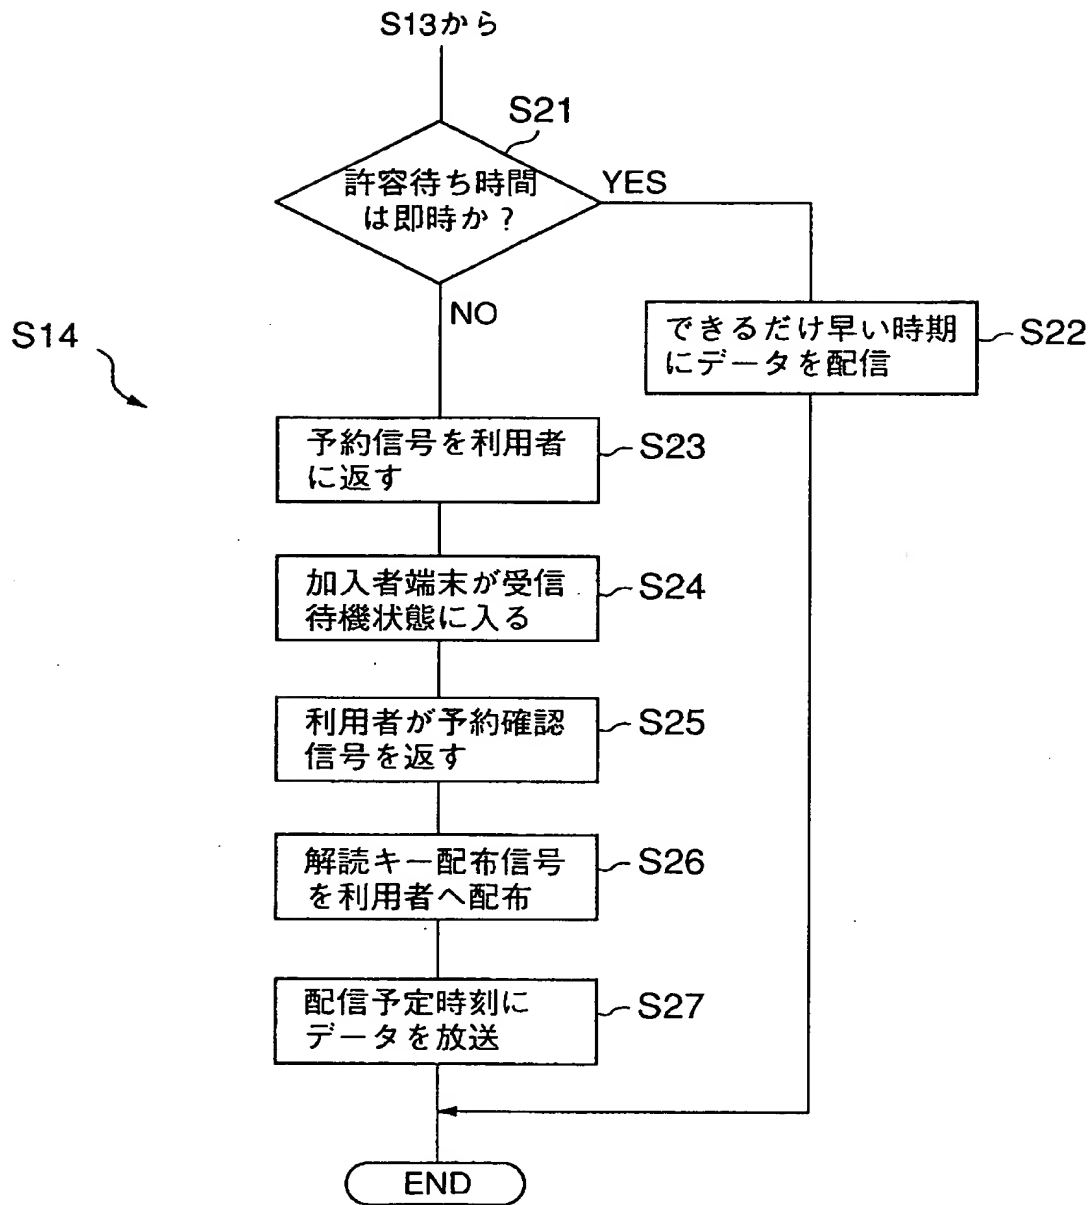 S13から
S21
許容待ち時間
は即時か？
YES
NO
S14
できるだけ早い時期
にデータを配信
S22
予約信号を利用者
に返す
S23
加入者端末が受信
待機状態に入る
S24
利用者が予約確認
信号を返す
S25
解読キー配布信号
を利用者へ配布
S26
配信予定時刻に
データを放送
S27
END